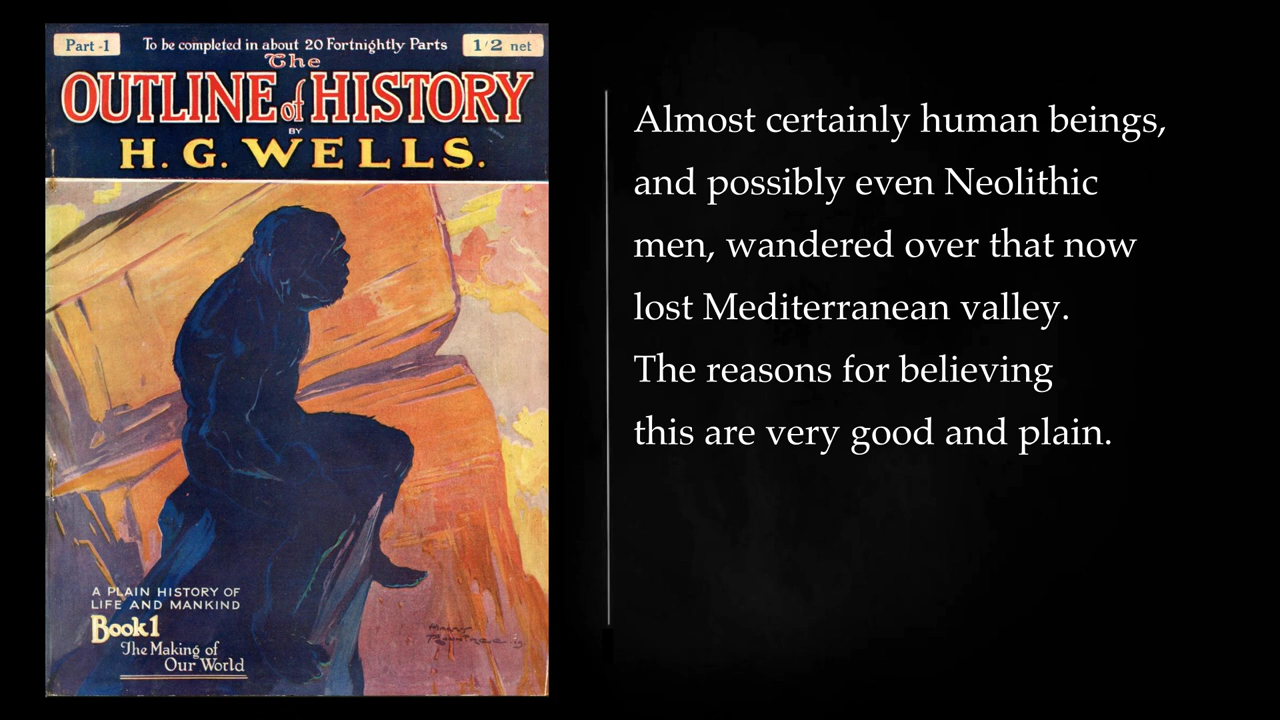 Part -1
To be completed in about 20 Fortnightly Parts
1/2 net
The
OUTLINE of HISTORY
BY
H. G. WELLS.
A PLAIN HISTORY OF
LIFE AND MANKIND
Book 1
The Making of
Our World
Almost certainly human beings,
and possibly even Neolithic
men, wandered over that now
lost Mediterranean valley.
The reasons for believing
this are very good and plain.